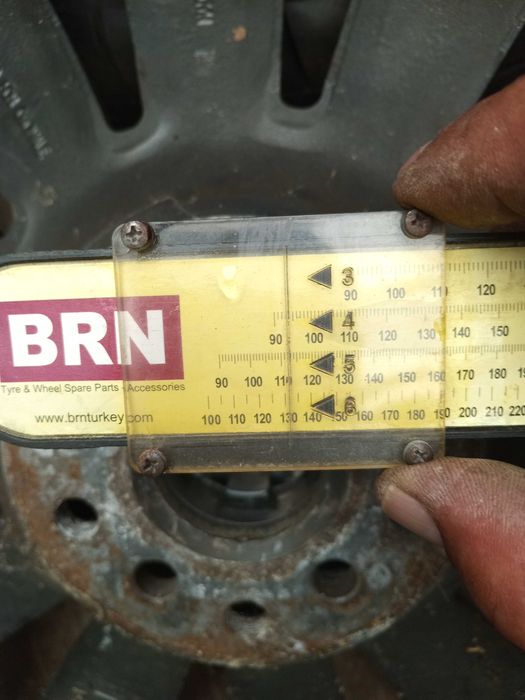 3
90 100 110 120
BRN
4
90 100 110 120 130 140 150
5
90 100 110 120 130 140 150 160 170 180
Tyre & Wheel Spare Parts - Accessories
6
www.brnturkey.com
100 110 120 130 140 150 160 170 180 190 200 210 220